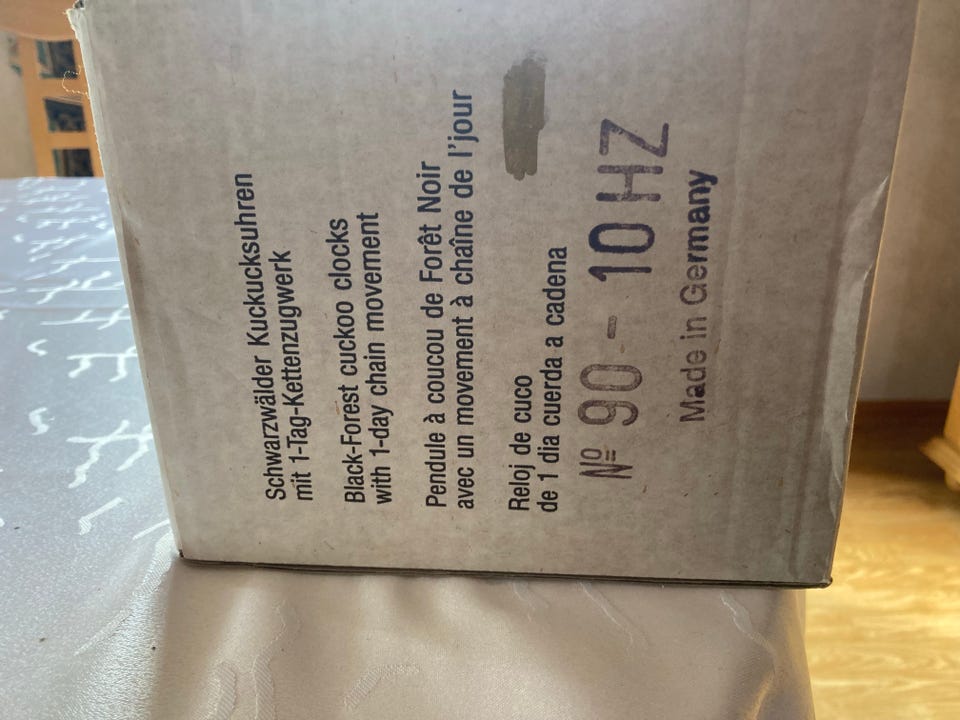 Schwarzwälder Kuckucksuhren
mit 1-Tag-Kettenzugwerk
Black-Forest cuckoo clocks
with 1-day chain movement
Pendule à coucou de Forêt Noir
avec un movement à chaîne de l'jour
Reloj de cuco
de 1 dia cuerda a cadena
Nº 90 - 10 HZ
Made in Germany